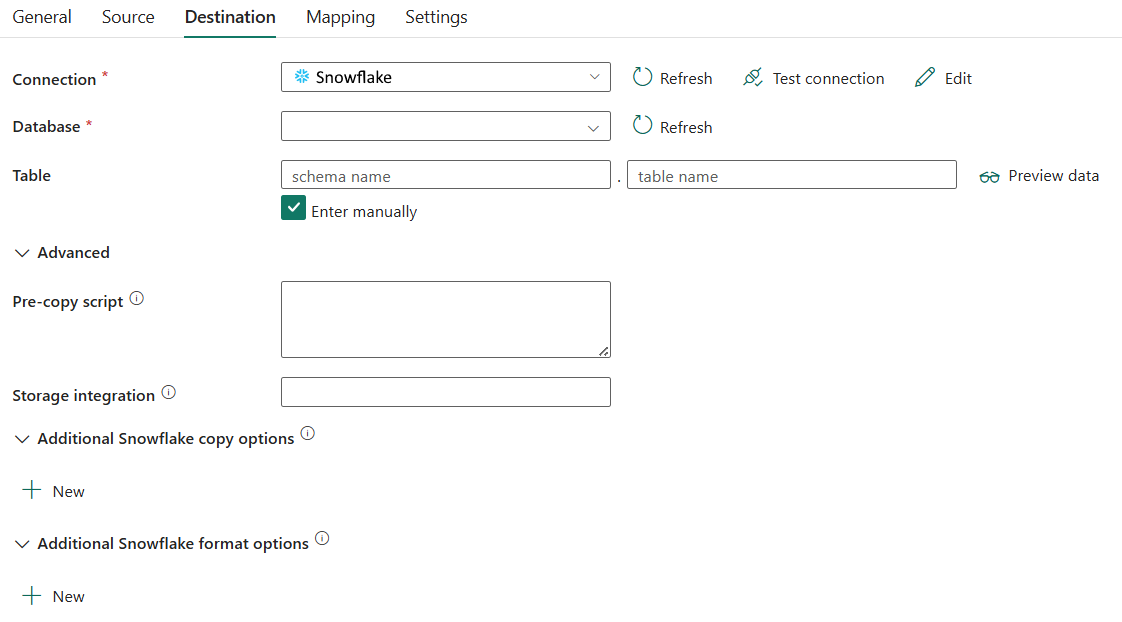 General Source Destination Mapping Settings
Connection * Snowflake Refresh Test connection Edit
Database * Refresh
Table schema name . table name Preview data
Enter manually
Advanced
Pre-copy script
Storage integration
Additional Snowflake copy options
New
Additional Snowflake format options
New